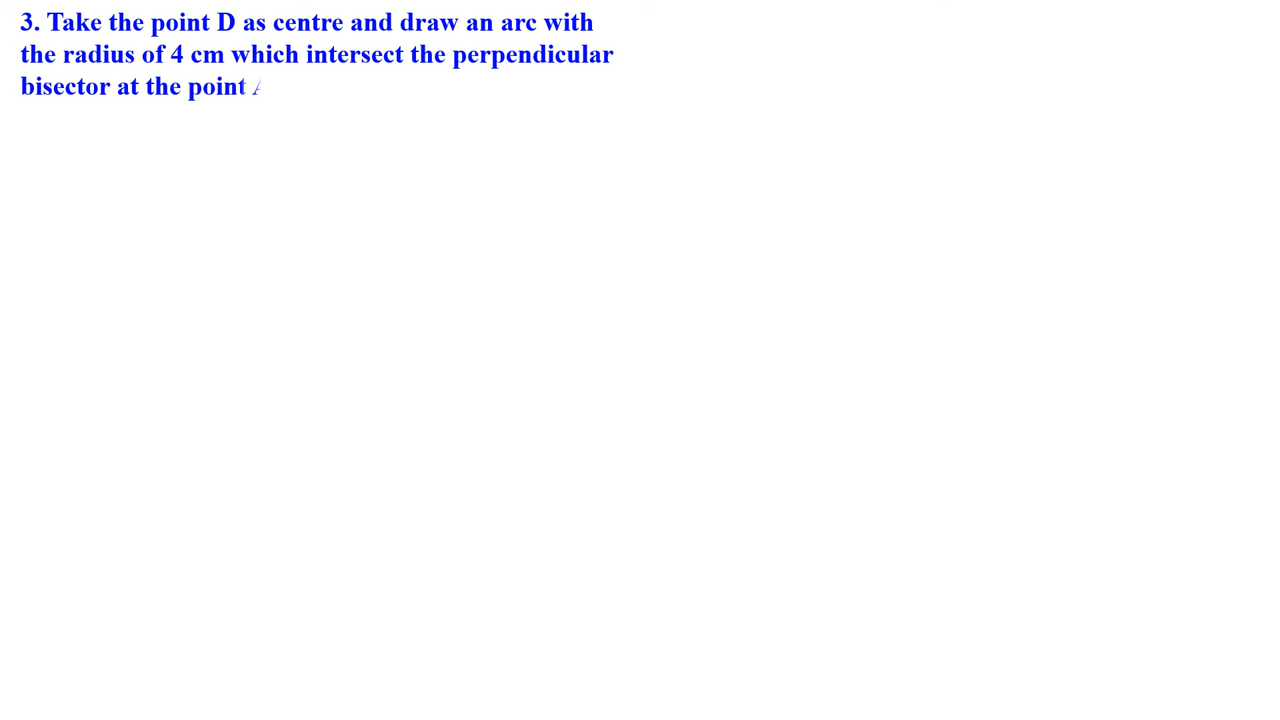 3. Take the point D as centre and draw an arc with
the radius of 4 cm which intersect the perpendicular
bisector at the point